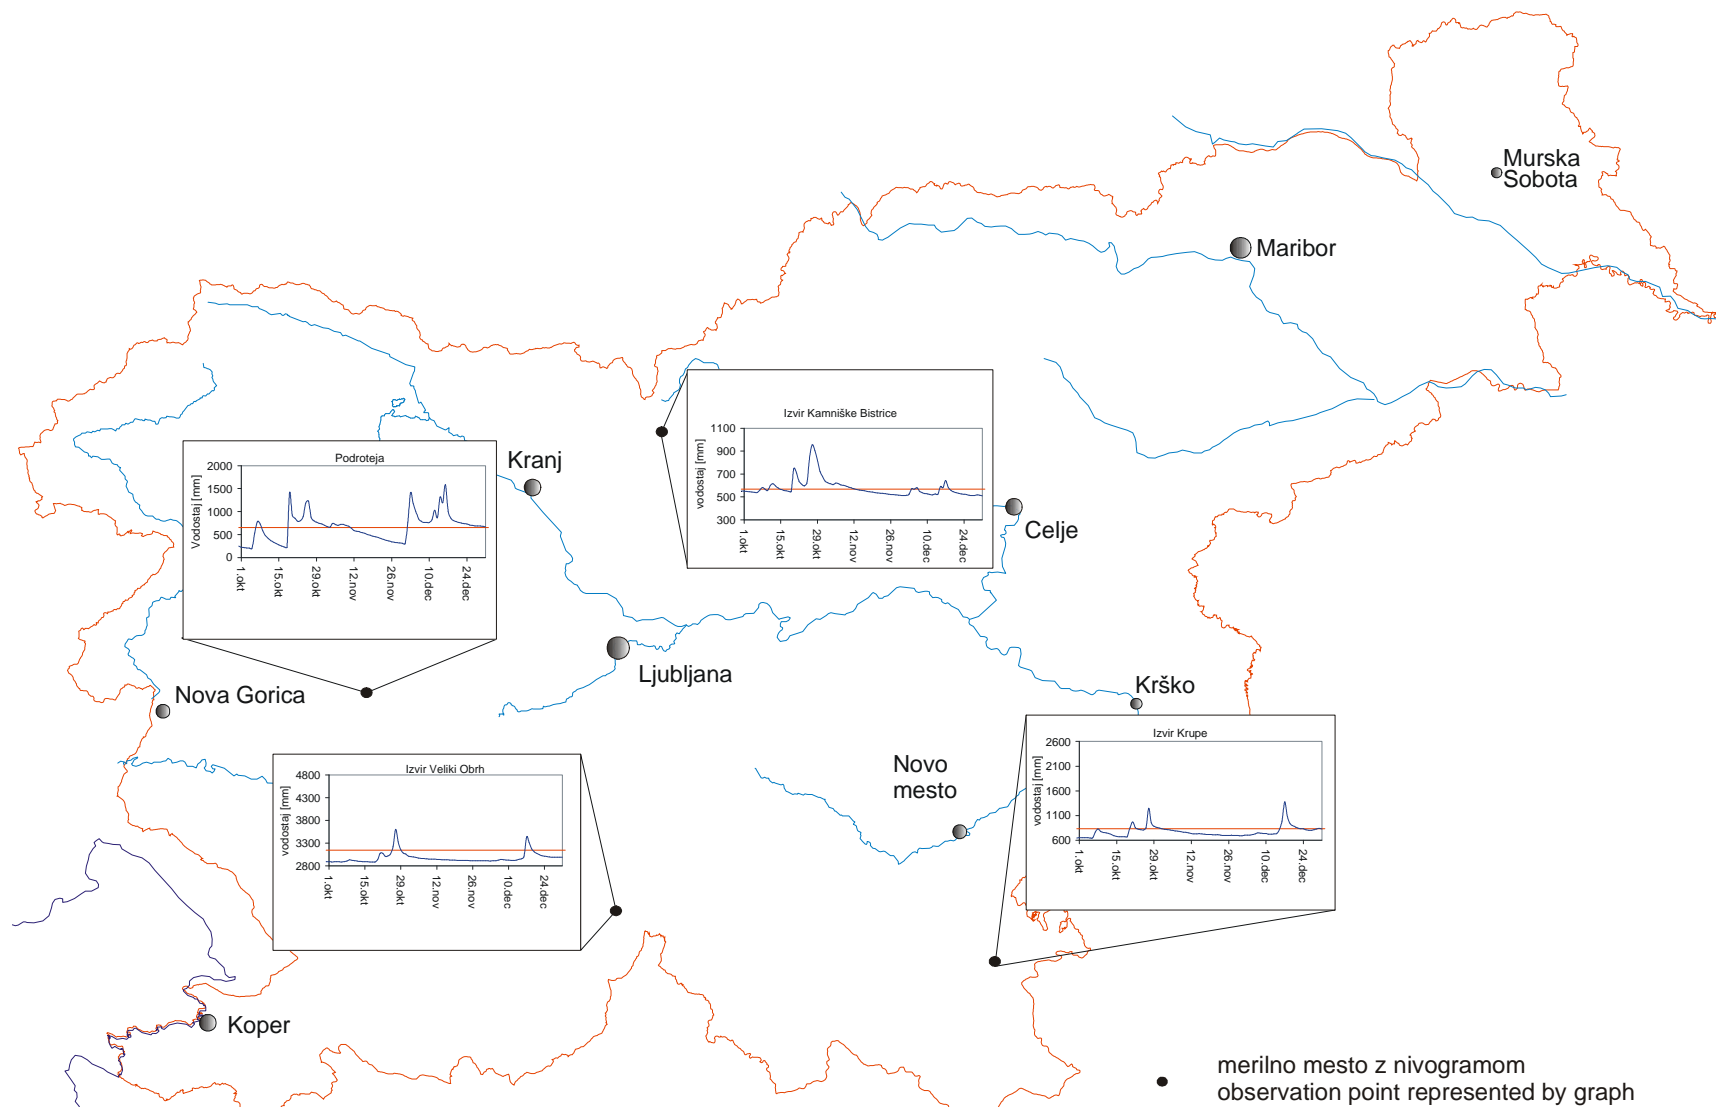 Murska
Sobota
Maribor
Izvir Kamniške Bistrice
vodostaj [mm]
1100
900
700
500
300
1.okt
15.okt
29.okt
12.nov
26.nov
10.dec
24.dec
Podroteja
Vodostaj [mm]
2000
1500
1000
500
0
1.okt
15.okt
29.okt
12.nov
26.nov
10.dec
24.dec
Kranj
Celje
Ljubljana
Nova Gorica
Krško
Izvir Krupe
vodostaj [mm]
2600
2100
1600
1100
600
1.okt
15.okt
29.okt
12.nov
26.nov
10.dec
24.dec
Novo
mesto
Izvir Veliki Obrh
vodostaj [mm]
4800
4300
3800
3300
2800
1.okt
15.okt
29.okt
12.nov
26.nov
10.dec
24.dec
Koper
merilno mesto z nivogramom
observation point represented by graph